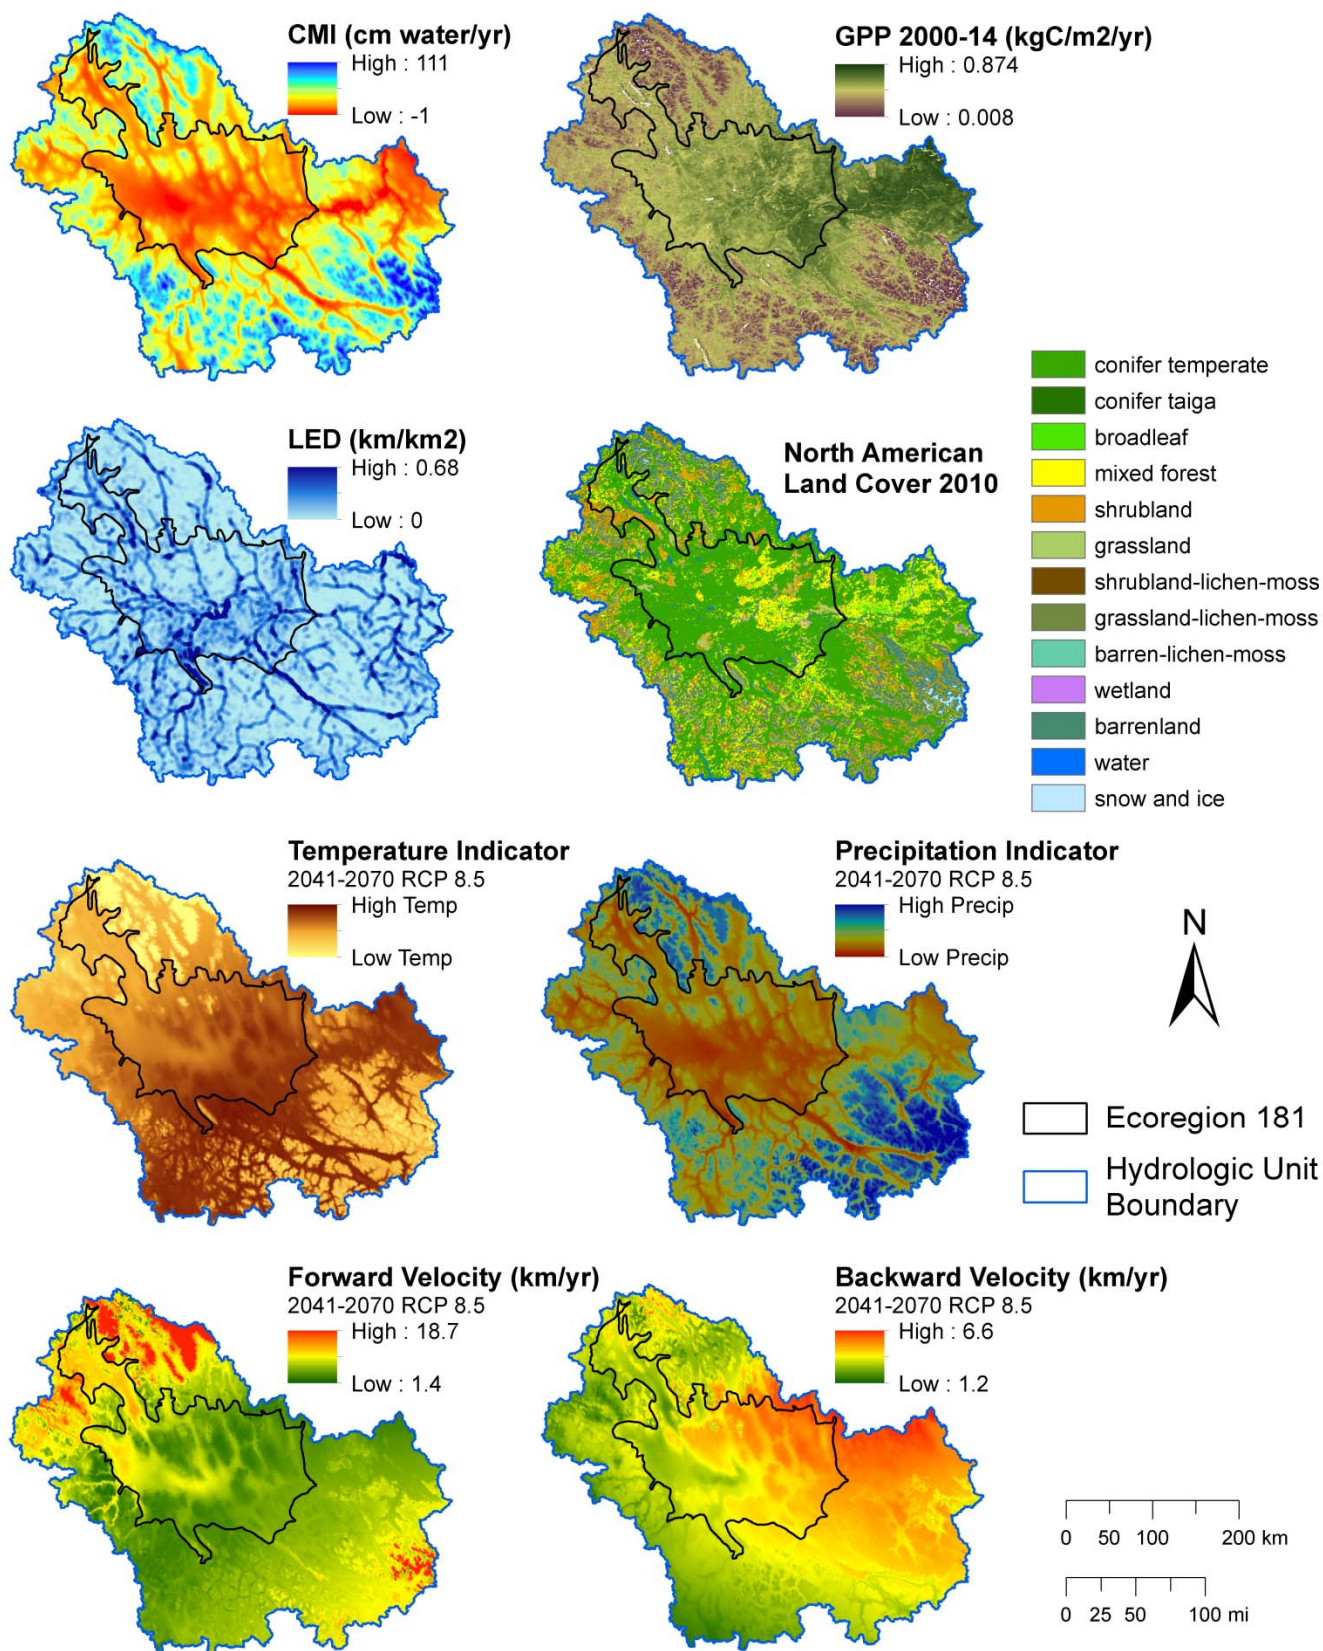 CMI (cm water/yr)
High : 111
Low : -1
GPP 2000-14 (kgC/m2/yr)
High : 0.874
Low : 0.008
LED (km/km2)
High : 0.68
Low : 0
North American
Land Cover 2010
conifer temperate
conifer taiga
broadleaf
mixed forest
shrubland
grassland
shrubland-lichen-moss
grassland-lichen-moss
barren-lichen-moss
wetland
barrenland
water
snow and ice
Temperature Indicator
2041-2070 RCP 8.5
High Temp
Low Temp
Precipitation Indicator
2041-2070 RCP 8.5
High Precip
Low Precip
N
Ecoregion 181
Hydrologic Unit
Boundary
Forward Velocity (km/yr)
2041-2070 RCP 8.5
High : 18.7
Low : 1.4
Backward Velocity (km/yr)
2041-2070 RCP 8.5
High : 6.6
Low : 1.2
0 50 100 200 km
0 25 50 100 mi